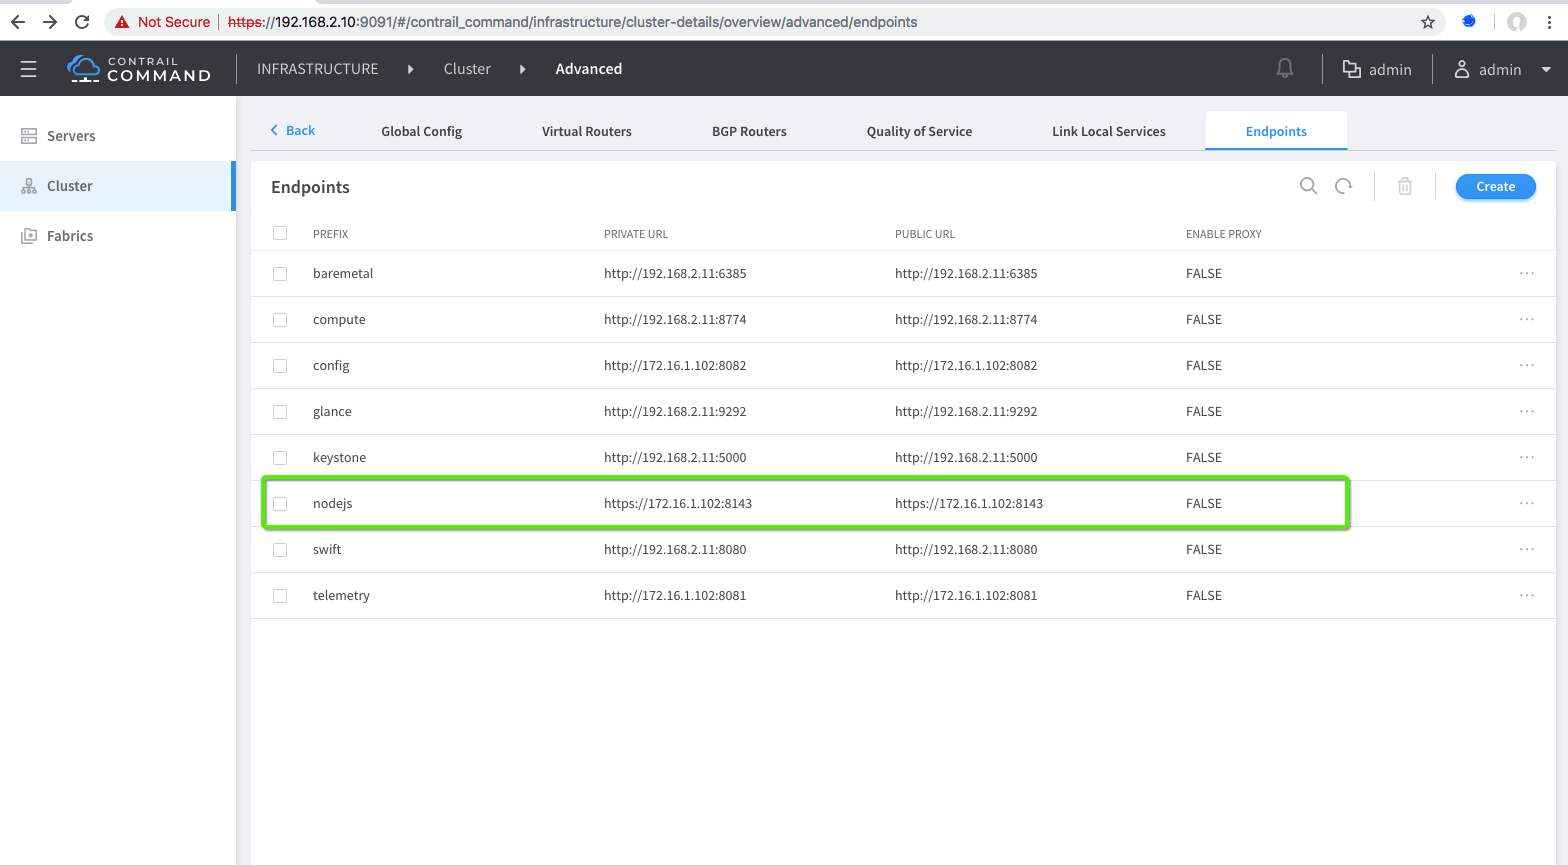 Not Secure | https://192.168.2.10:9091/#/contrail_command/infrastructure/cluster-details/overview/advanced/endpoints
CONTRAIL
COMMAND
INFRASTRUCTURE Cluster Advanced admin admin
Servers
Cluster
Fabrics
Back Global Config Virtual Routers BGP Routers Quality of Service Link Local Services Endpoints
Endpoints Create
PREFIX PRIVATE URL PUBLIC URL ENABLE PROXY
baremetal http://192.168.2.11:6385 http://192.168.2.11:6385 FALSE ...
compute http://192.168.2.11:8774 http://192.168.2.11:8774 FALSE ...
config http://172.16.1.102:8082 http://172.16.1.102:8082 FALSE ...
glance http://192.168.2.11:9292 http://192.168.2.11:9292 FALSE ...
keystone http://192.168.2.11:5000 http://192.168.2.11:5000 FALSE ...
nodejs https://172.16.1.102:8143 https://172.16.1.102:8143 FALSE ...
swift http://192.168.2.11:8080 http://192.168.2.11:8080 FALSE ...
telemetry http://172.16.1.102:8081 http://172.16.1.102:8081 FALSE ...